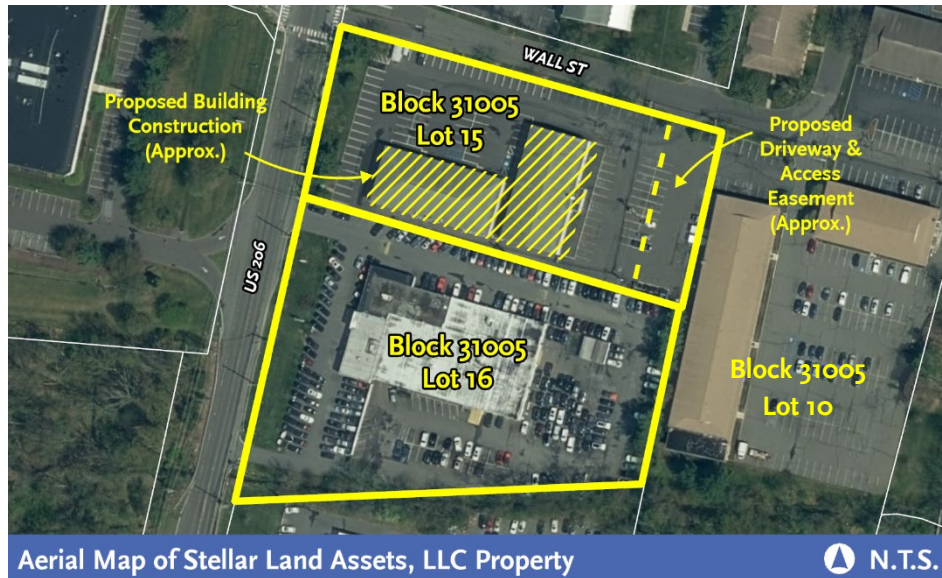 WALL ST
Block 31005
Lot 15
Proposed Building
Construction
(Approx.)
Proposed
Driveway &
Access
Easement
(Approx.)
US 206
Block 31005
Lot 16
Block 31005
Lot 10
Aerial Map of Stellar Land Assets, LLC Property
N.T.S.